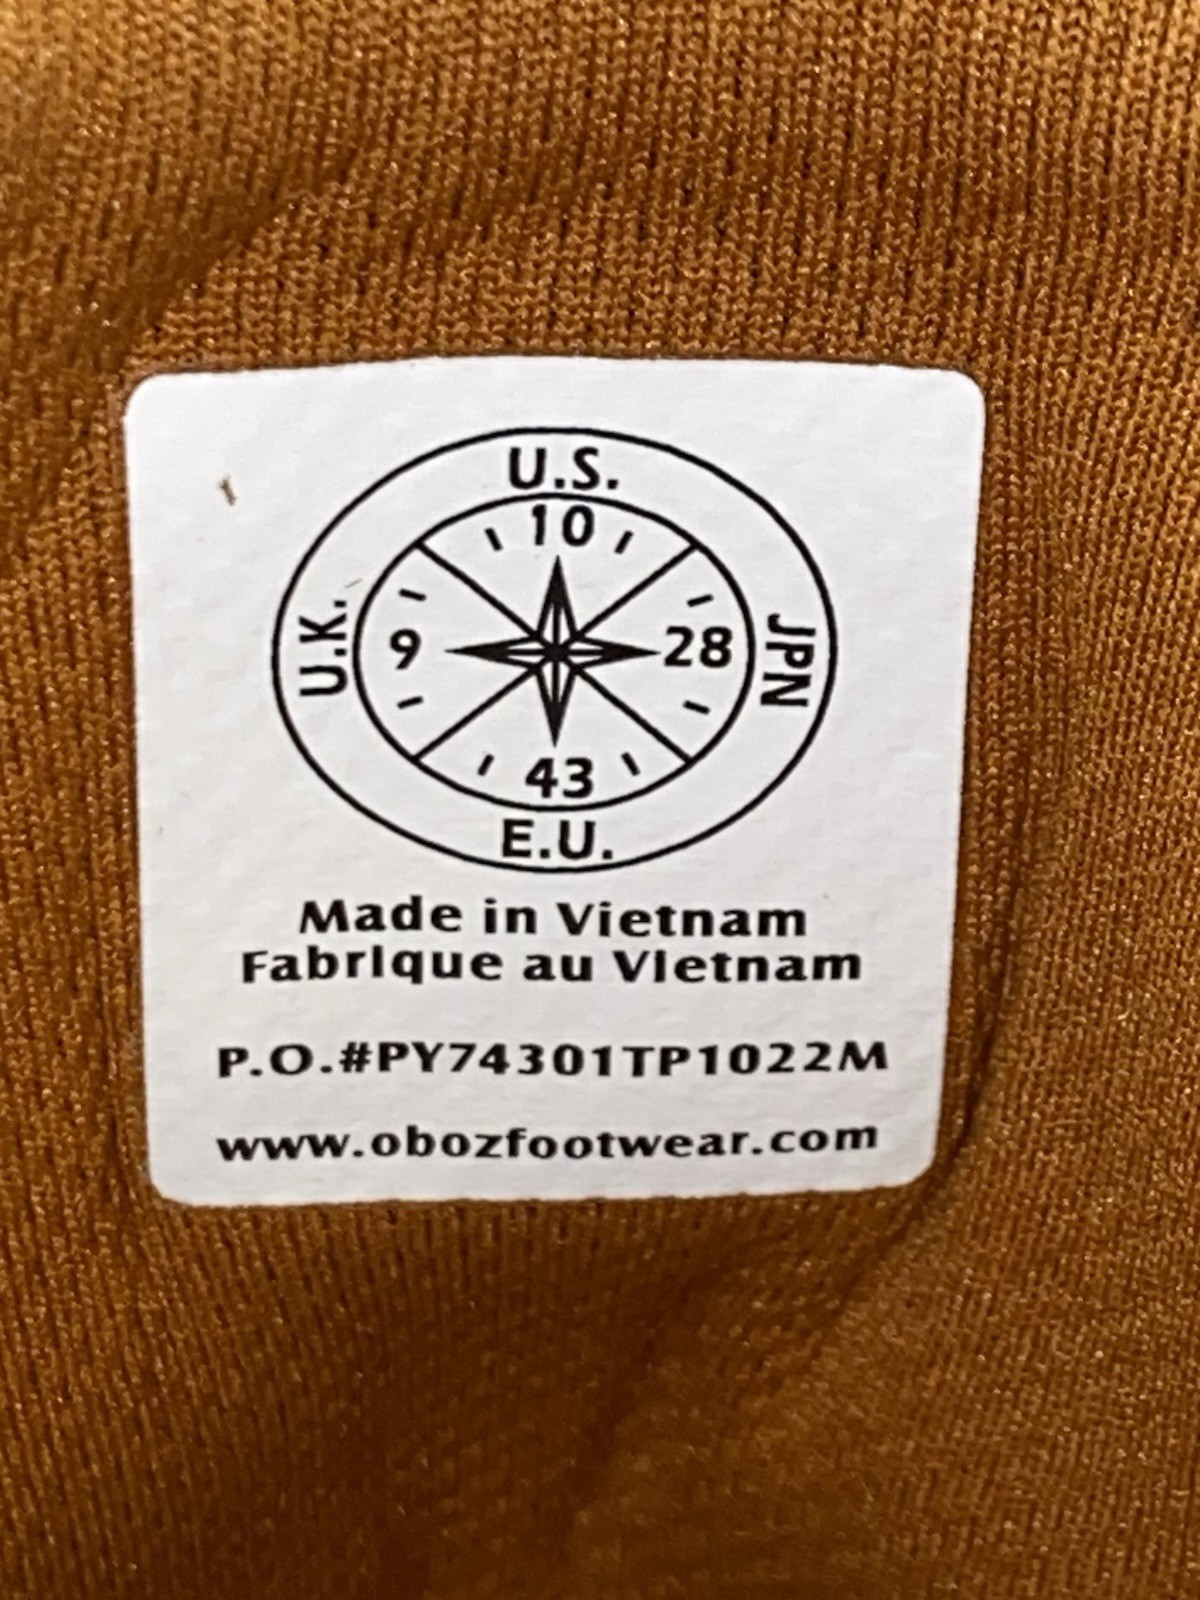 U.S.
10
U.K.
9
28
JPN
43
E.U.
Made in Vietnam
Fabrique au Vietnam
P.O.#PY74301TP1022M
www.obozfootwear.com